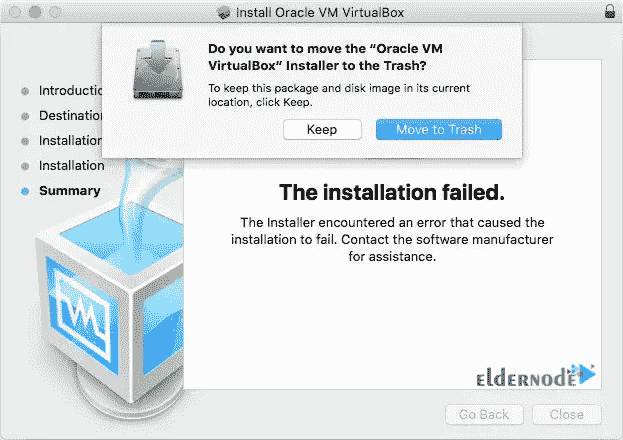 Install Oracle VM VirtualBox
Do you want to move the “Oracle VM
VirtualBox” Installer to the Trash?
To keep this package and disk image in its current
location, click Keep.
Keep
Move to Trash
Introductio
Destination
Installation
Installation
Summary
The installation failed.
The Installer encountered an error that caused the
installation to fail. Contact the software manufacturer
for assistance.
ELDERNODE
Go Back
Close